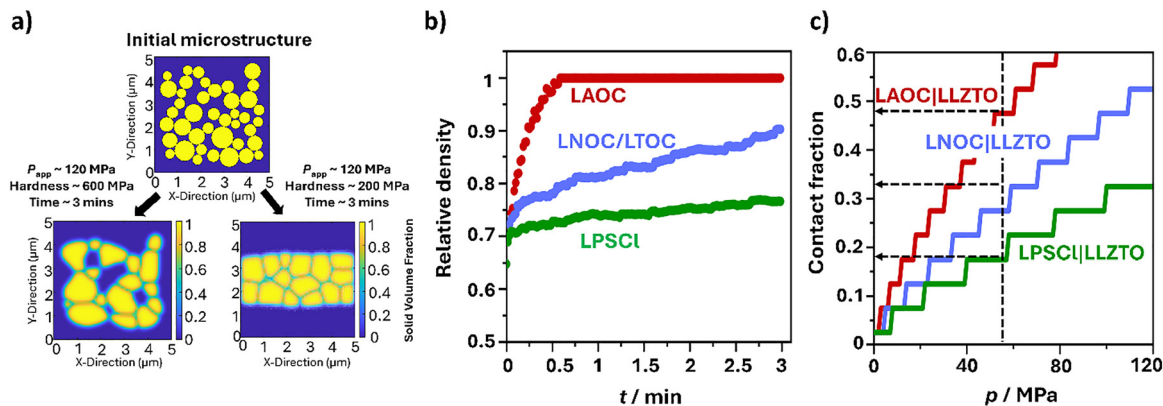 a)
Initial microstructure
5
4
3
2
1
0
Y-Direction (µm)
0 1 2 3 4 5
X-Direction (µm)
Papp ~ 120 MPa
Hardness ~ 600 MPa
Time ~ 3 mins
Papp ~ 120 MPa
Hardness ~ 200 MPa
Time ~ 3 mins
5
4
3
2
1
0
Y-Direction (µm)
0 1 2 3 4 5
X-Direction (µm)
1
0.8
0.6
0.4
0.2
0
0 1 2 3 4 5
X-Direction (µm)
1
0.8
0.6
0.4
0.2
0
Solid Volume Fraction
b)
Relative density
1
0.9
0.8
0.7
0.6
0.5
LAOC
LNOC/LTOC
LPSCl
0 0.5 1 1.5 2 2.5 3
t / min
c)
Contact fraction
0.6
0.5
0.4
0.3
0.2
0.1
0
LAOC|LLZTO
LNOC|LLZTO
LPSCl|LLZTO
0 40 80 120
p / MPa